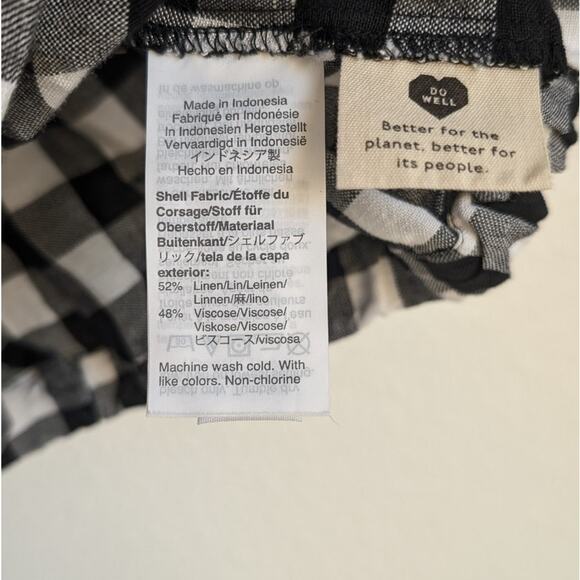 Made in Indonesia
Fabriqué en Indonésie
In Indonesien Hergestellt
Vervaardigd in Indonesië
インドネシア製
Hecho en Indonesia
Shell Fabric/Étoffe du
Corsage/Stoff für
Oberstoff/Materiaal
Buitenkant/シェルファブ
リック/tela de la capa
exterior:
52% Linen/Lin/Leinen/
Linnen/麻/lino
48% Viscose/Viscose/
Viskose/Viscose/
ビスコース/viscosa
Machine wash cold. With
like colors. Non-chlorine
DO
WELL
Better for the
planet, better for
its people.